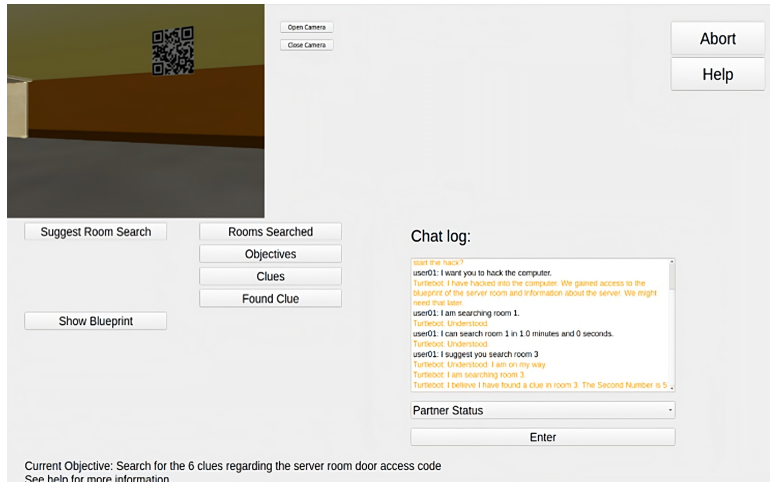 Open Camera
Close Camera
Abort
Help
Suggest Room Search
Rooms Searched
Objectives
Clues
Found Clue
Show Blueprint
Chat log:
start the hack?
user01: I want you to hack the computer.
Turtlebot: I have hacked into the computer. We gained access to the
blueprint of the server room and information about the server. We might
need that later.
user01: I am searching room 1.
Turtlebot: Understood.
user01: I can search room 1 in 1.0 minutes and 0 seconds.
Turtlebot: Understood.
user01: I suggest you search room 3
Turtlebot: Understood. I am on my way.
Turtlebot: I am searching room 3.
Turtlebot: I believe I have found a clue in room 3. The Second Number is 5
Partner Status
Enter
Current Objective: Search for the 6 clues regarding the server room door access code
See help for more information